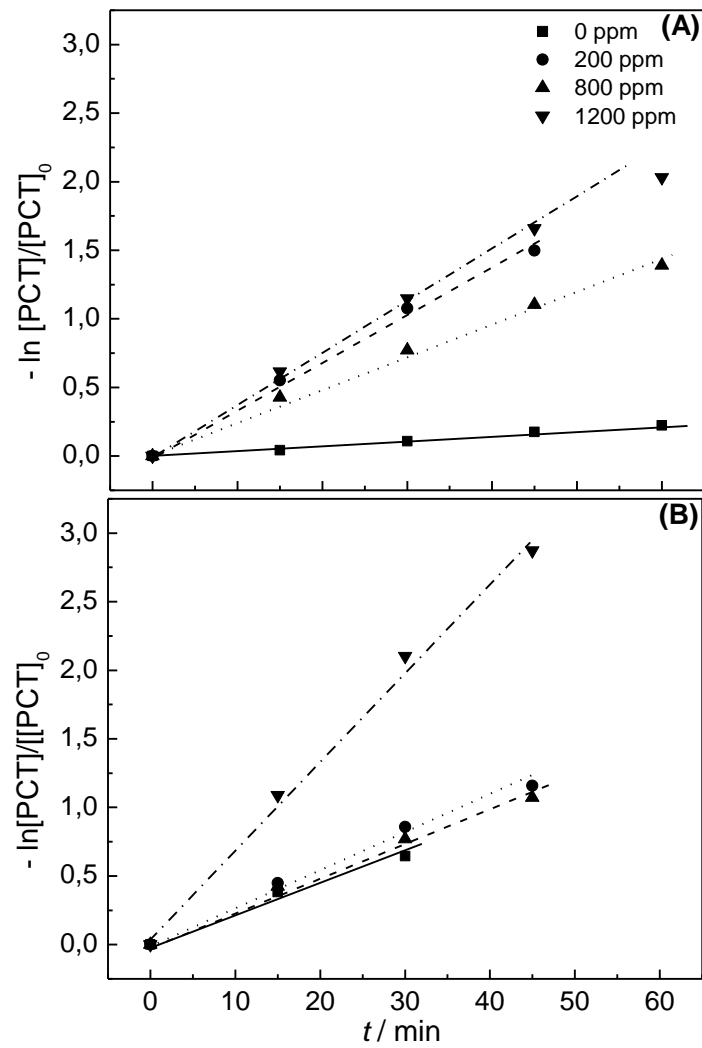 (A)
0 ppm
200 ppm
800 ppm
1200 ppm
3,0
2,5
2,0
1,5
1,0
0,5
0,0
- ln [PCT]/[PCT]₀
(B)
3,0
2,5
2,0
1,5
1,0
0,5
0,0
- ln[PCT]/[[PCT]₀
0 10 20 30 40 50 60
t / min